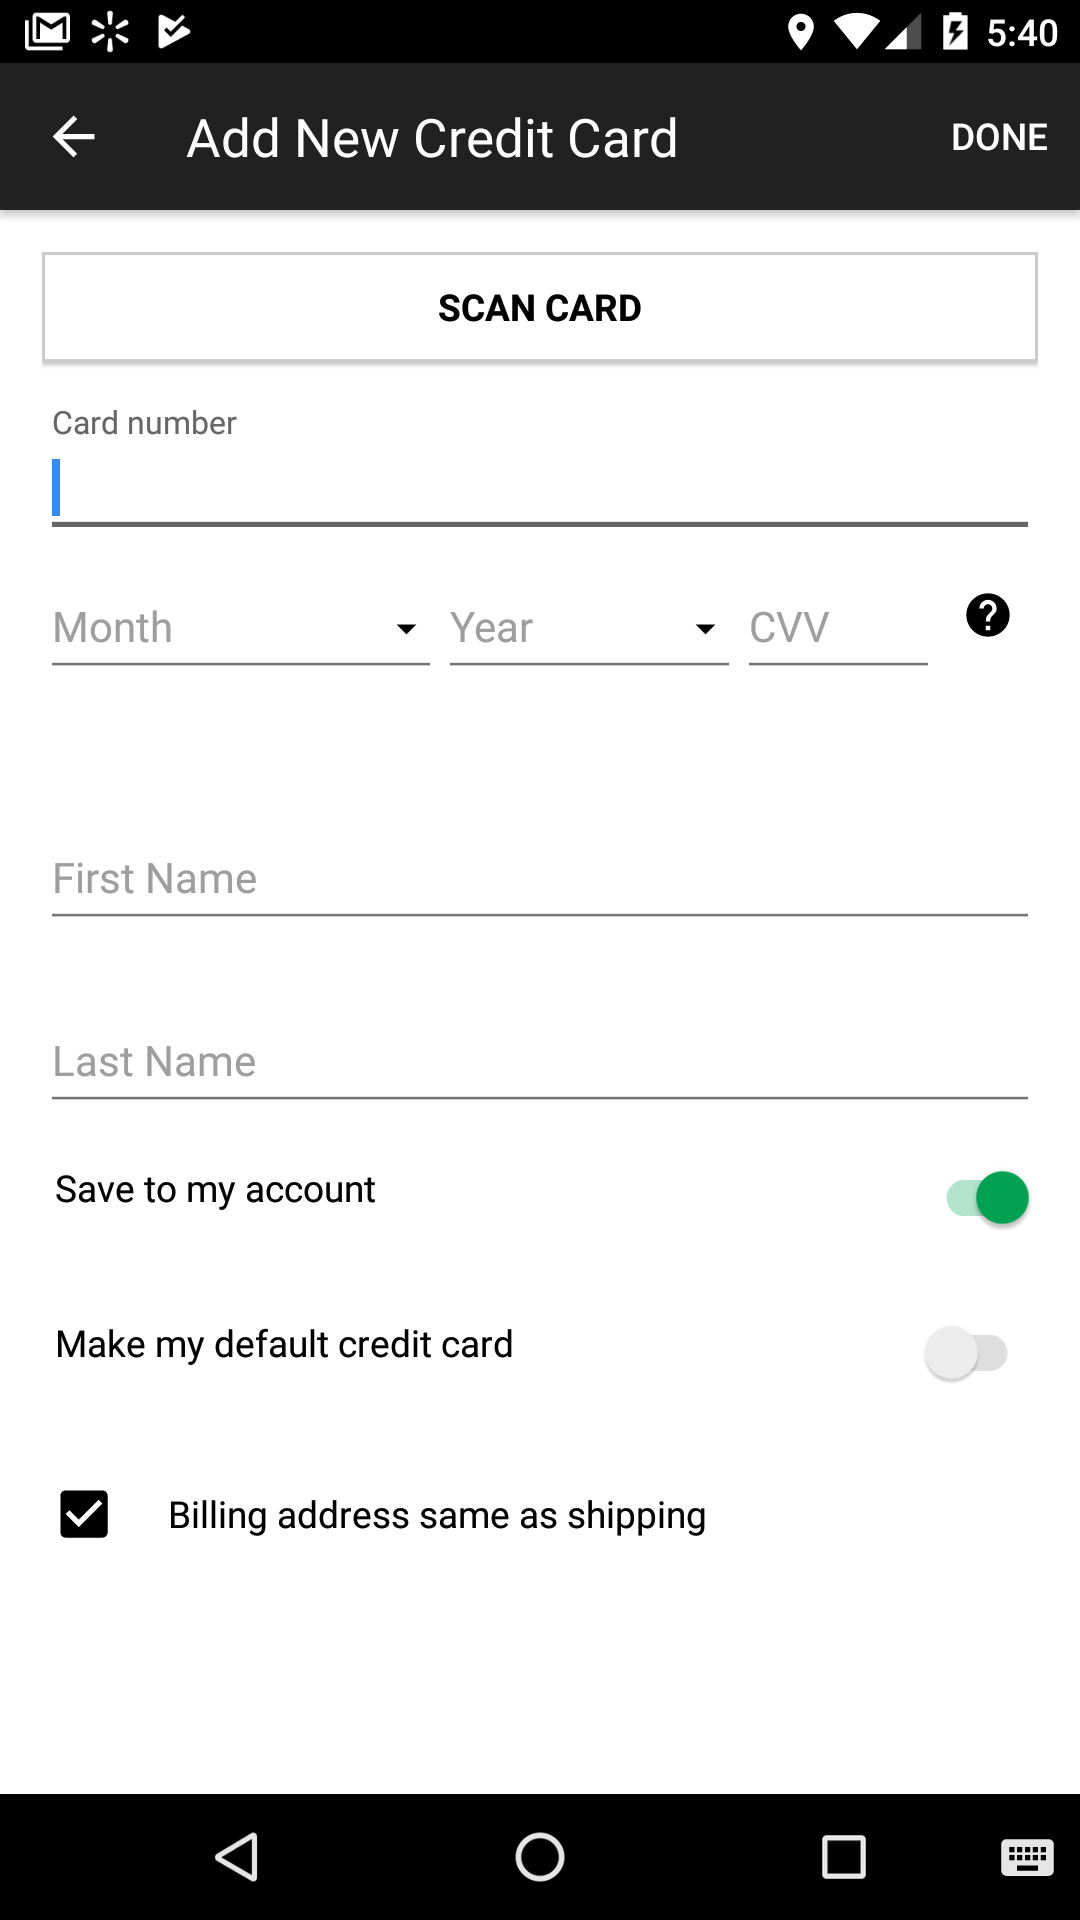 5:40
Add New Credit Card
DONE
SCAN CARD
Card number
Month
Year
CVV
First Name
Last Name
Save to my account
Make my default credit card
Billing address same as shipping